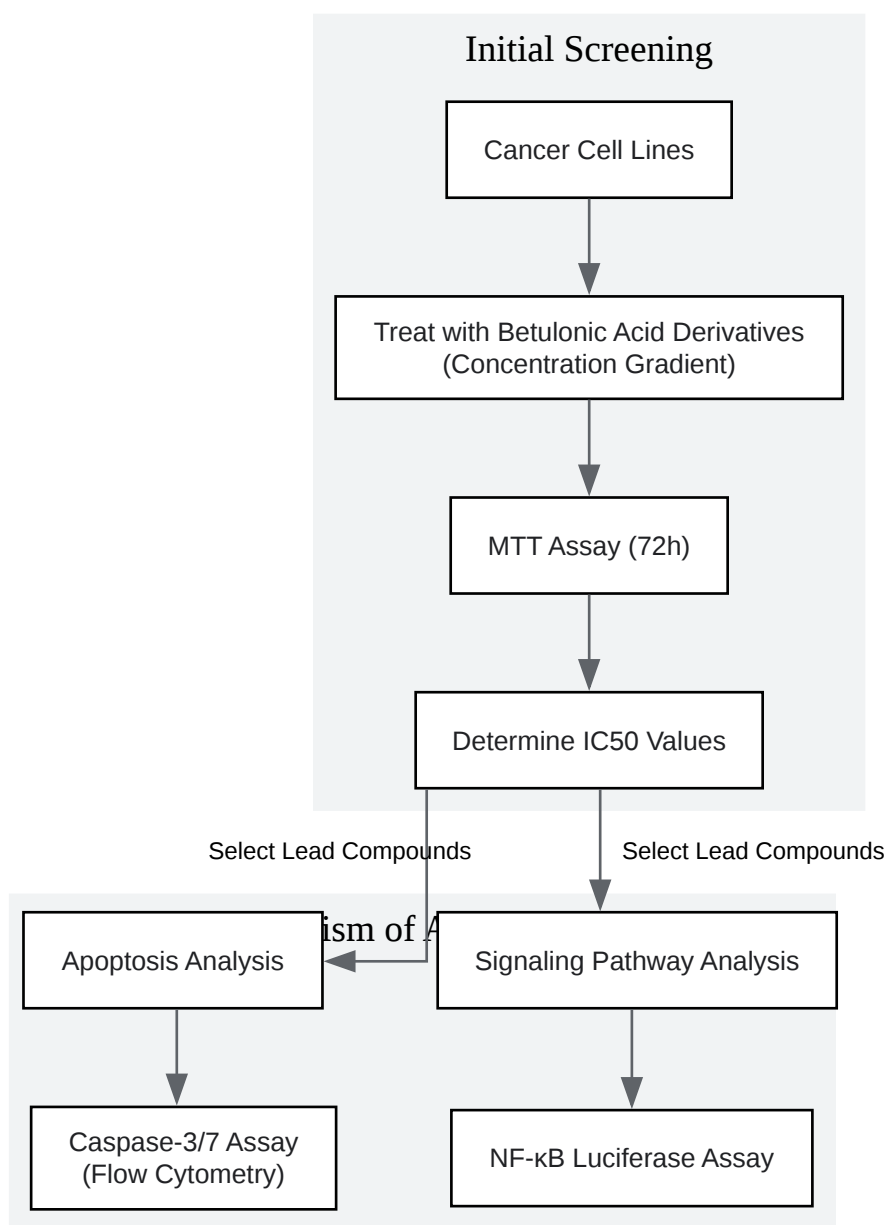 Initial Screening
Cancer Cell Lines
Treat with Betulonic Acid Derivatives
(Concentration Gradient)
MTT Assay (72h)
Determine IC50 Values
Select Lead Compounds
Select Lead Compounds
ism of A
Apoptosis Analysis
Signaling Pathway Analysis
Caspase-3/7 Assay
(Flow Cytometry)
NF-κB Luciferase Assay